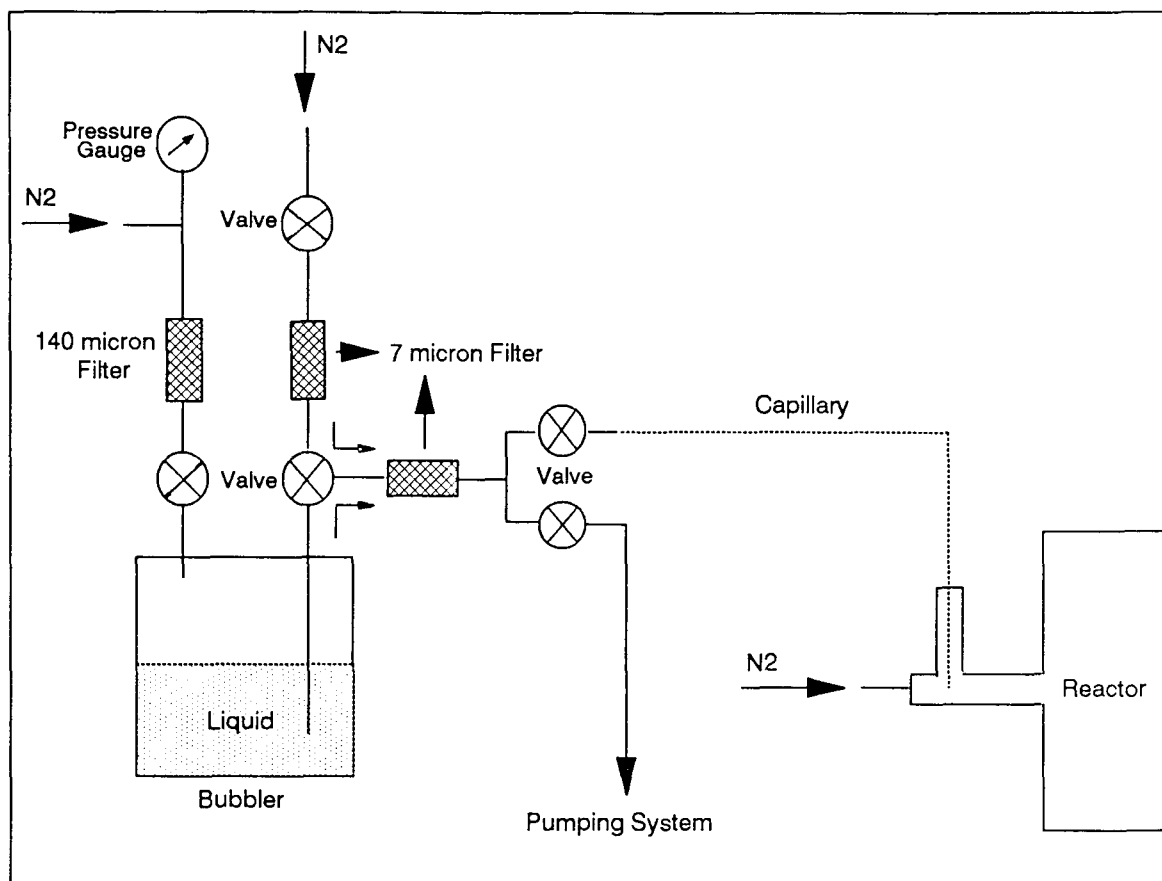 N2
Pressure
Gauge
N2
Valve
140 micron
Filter
7 micron Filter
Capillary
Valve
Valve
N2
Reactor
Liquid
Bubbler
Pumping System